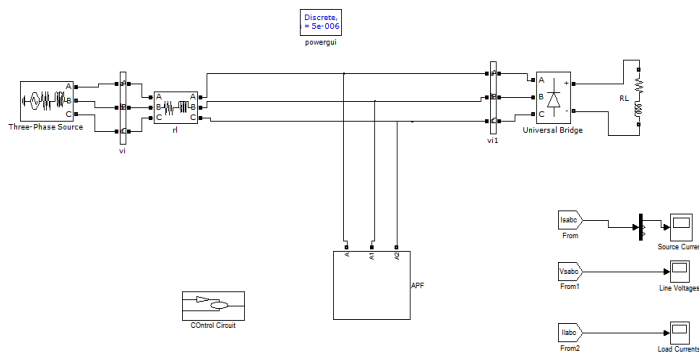 Discrete,
s = 5e-006
powergui
A
B
C
Three-Phase Source
A
B
C
vi
A
B
C
A
B
C
rl
A
B
C
vi1
A
B
C
+
-
Universal Bridge
RL
A
A1
A2
APF
COntrol Circuit
Isabc
From
Source Curren
Vsabc
From1
Line Voltages
Ilabc
From2
Load Currents